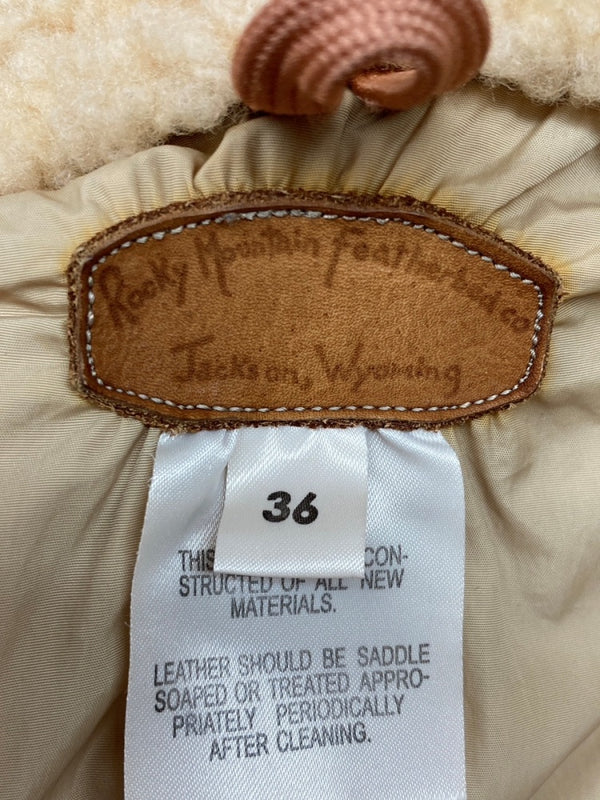 Rocky Mountain Featherbed co
Jackson, Wyoming
36
THIS CON-
STRUCTED OF ALL NEW
MATERIALS.
LEATHER SHOULD BE SADDLE
SOAPED OR TREATED APPRO-
PRIATELY PERIODICALLY
AFTER CLEANING.